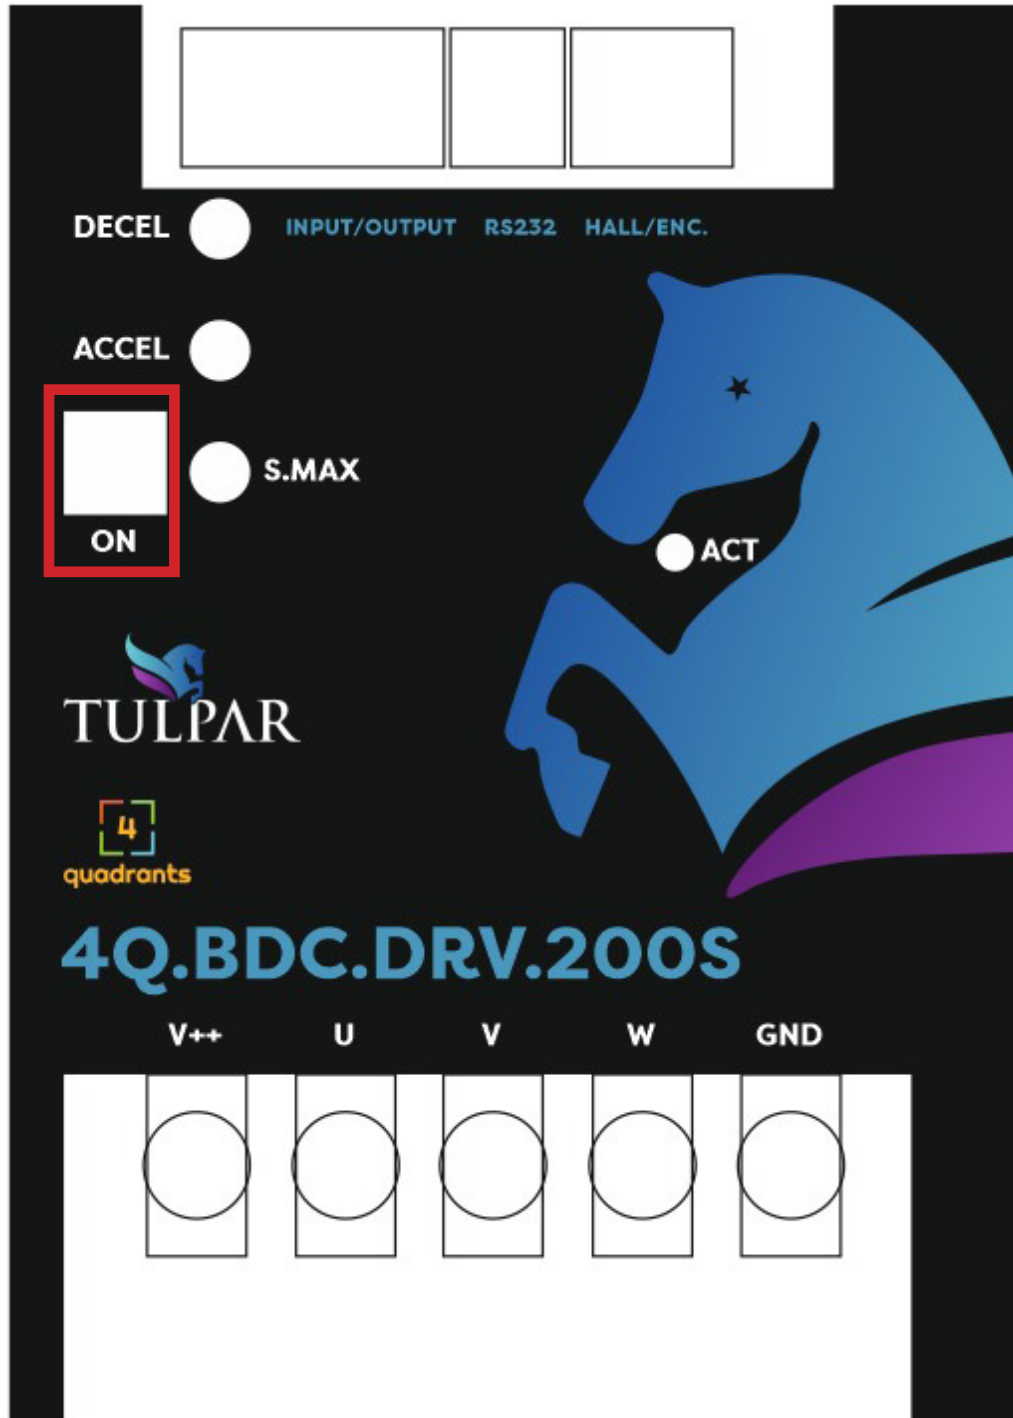 DECEL
INPUT/OUTPUT RS232 HALL/ENC.
ACCEL
S.MAX
ON
ACT
TULPAR
4
quadrants
4Q.BDC.DRV.200S
V++ U V W GND